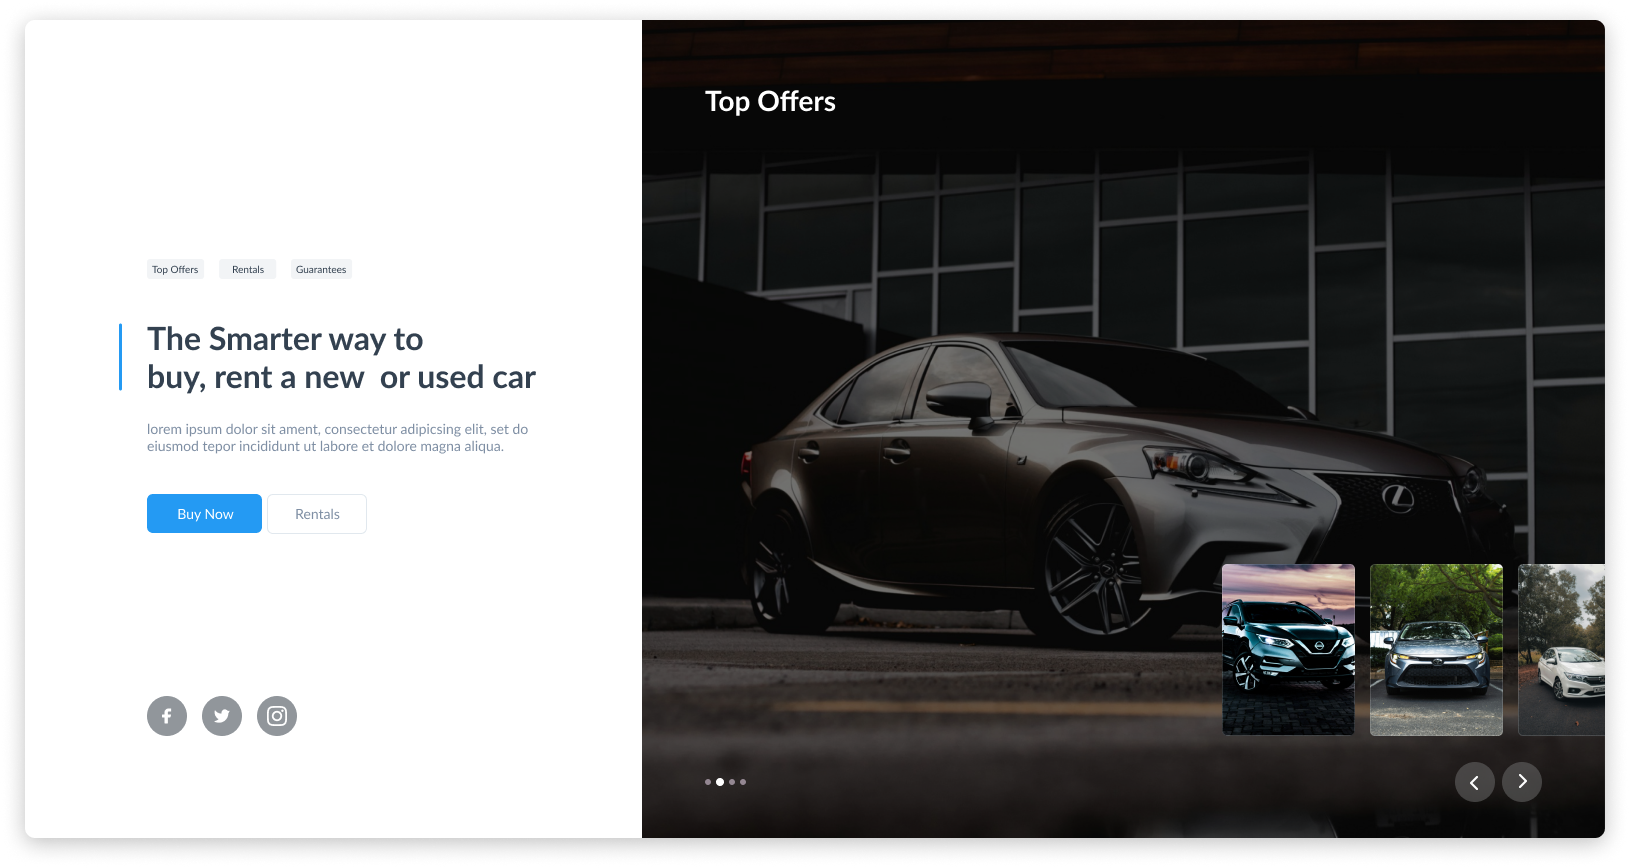 Top Offers
Rentals
Guarantees
The Smarter way to
buy, rent a new  or used car
lorem ipsum dolor sit ament, consectetur adipicsing elit, set do
eiusmod tepor incididunt ut labore et dolore magna aliqua.
Buy Now
Rentals
Top Offers